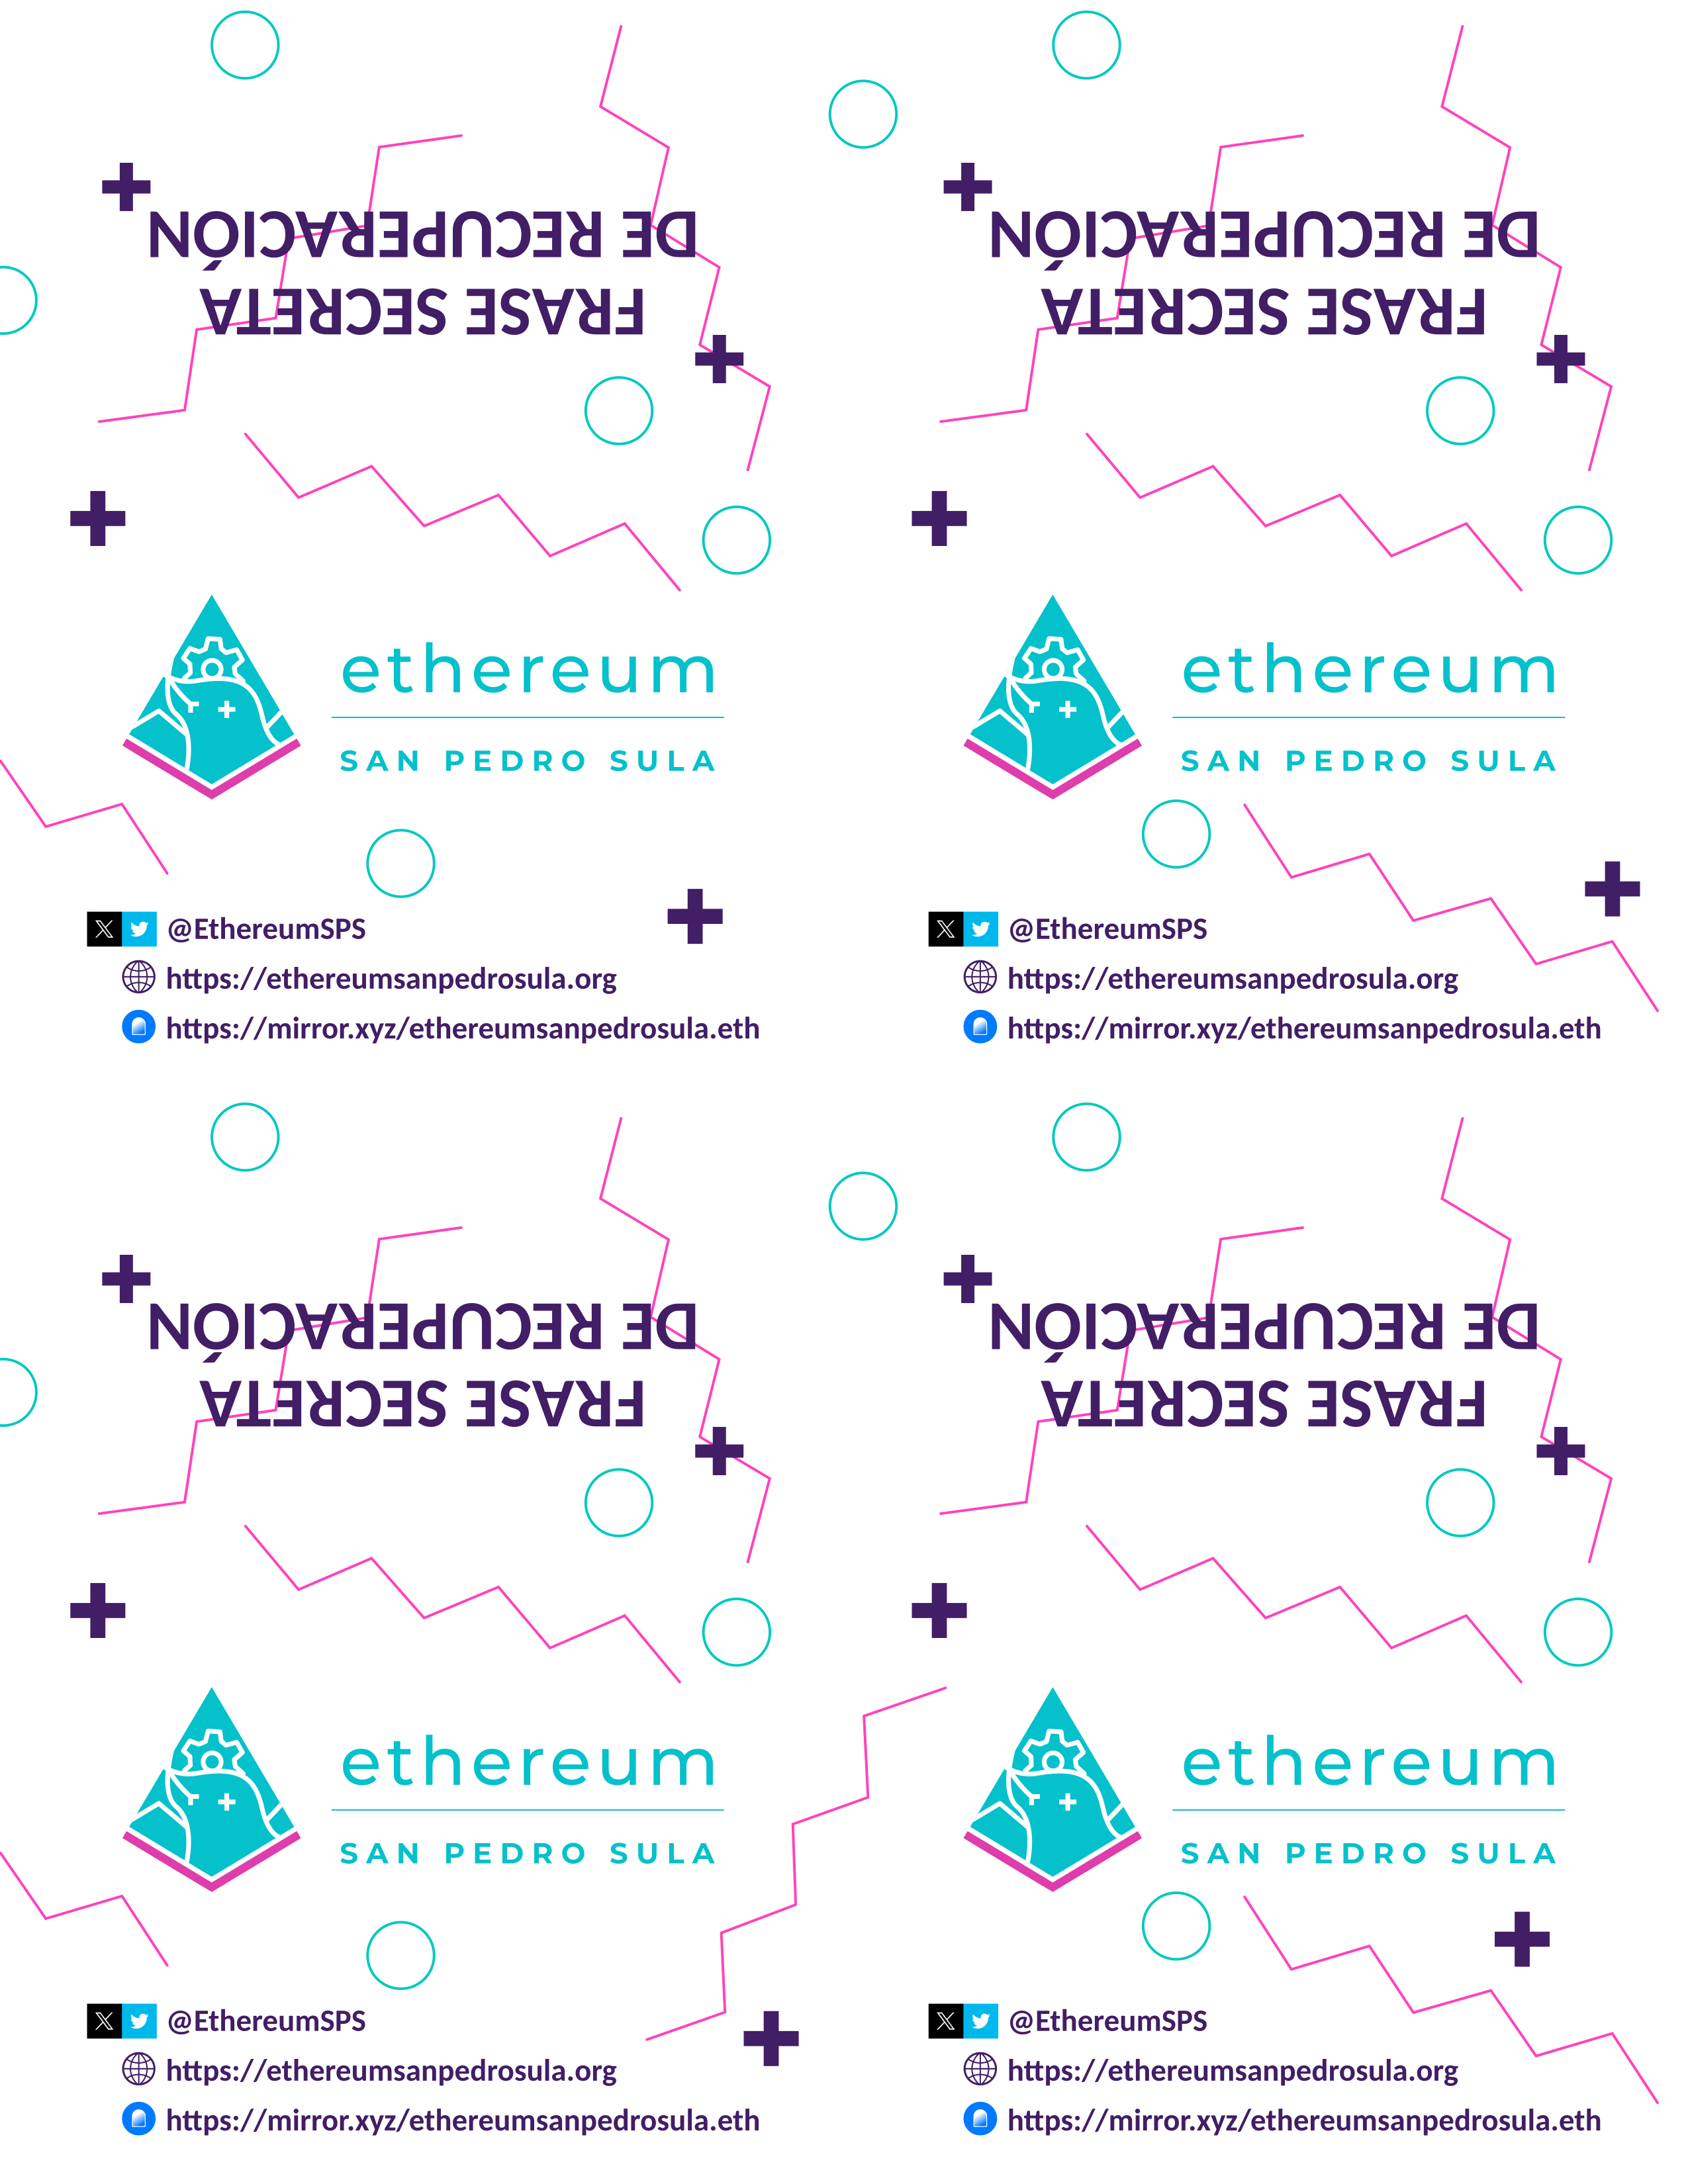 FRASE SECRETA
DE RECUPERACIÓN
ethereum
SAN PEDRO SULA
@EthereumSPS
https://ethereumsanpedrosula.org
https://mirror.xyz/ethereumsanpedrosula.eth
FRASE SECRETA
DE RECUPERACIÓN
ethereum
SAN PEDRO SULA
@EthereumSPS
https://ethereumsanpedrosula.org
https://mirror.xyz/ethereumsanpedrosula.eth
FRASE SECRETA
DE RECUPERACIÓN
ethereum
SAN PEDRO SULA
@EthereumSPS
https://ethereumsanpedrosula.org
https://mirror.xyz/ethereumsanpedrosula.eth
FRASE SECRETA
DE RECUPERACIÓN
ethereum
SAN PEDRO SULA
@EthereumSPS
https://ethereumsanpedrosula.org
https://mirror.xyz/ethereumsanpedrosula.eth